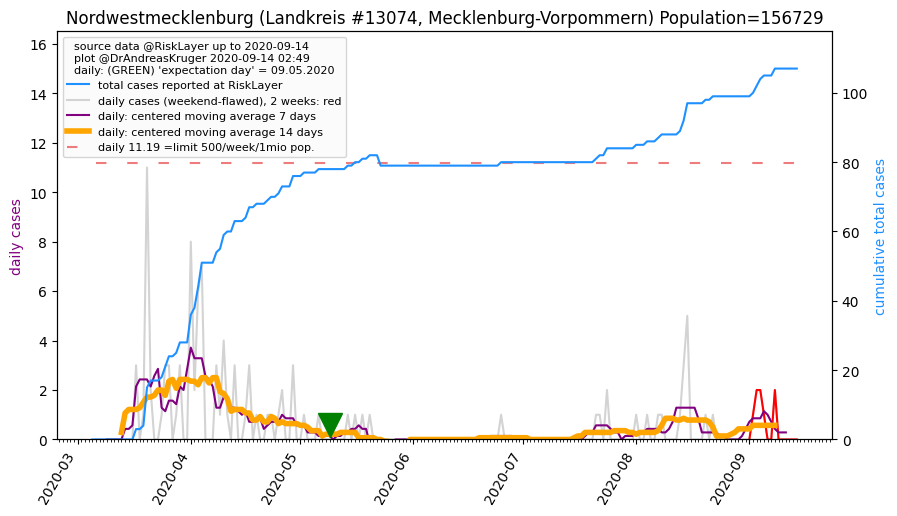 Nordwestmecklenburg (Landkreis #13074, Mecklenburg-Vorpommern) Population=156729
source data @RiskLayer up to 2020-09-14
plot @DrAndreasKruger 2020-09-14 02:49
daily: (GREEN) 'expectation day' = 09.05.2020
total cases reported at RiskLayer
daily cases (weekend-flawed), 2 weeks: red
daily: centered moving average 7 days
daily: centered moving average 14 days
daily 11.19 =limit 500/week/1mio pop.
daily cases
16
14
12
10
8
6
4
2
0
cumulative total cases
100
80
60
40
20
0
2020-03
2020-04
2020-05
2020-06
2020-07
2020-08
2020-09